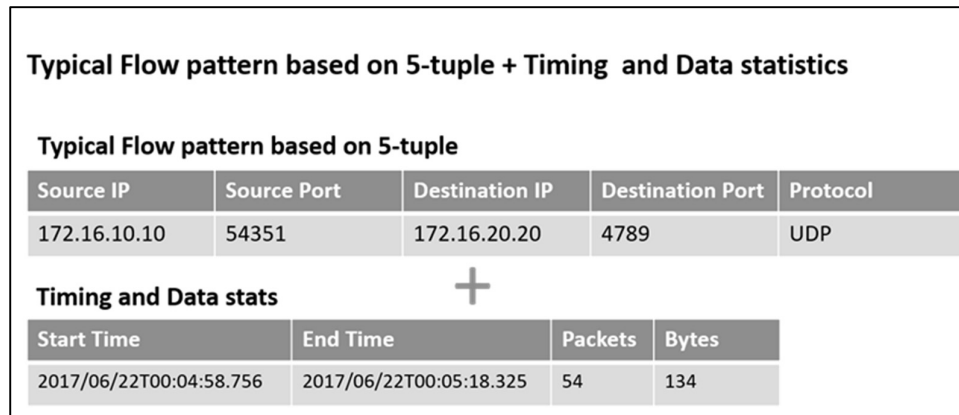 Typical Flow pattern based on 5-tuple + Timing and Data statistics
Typical Flow pattern based on 5-tuple
Source IP Source Port Destination IP Destination Port Protocol
172.16.10.10 54351 172.16.20.20 4789 UDP
+
Timing and Data stats
Start Time End Time Packets Bytes
2017/06/22T00:04:58.756 2017/06/22T00:05:18.325 54 134